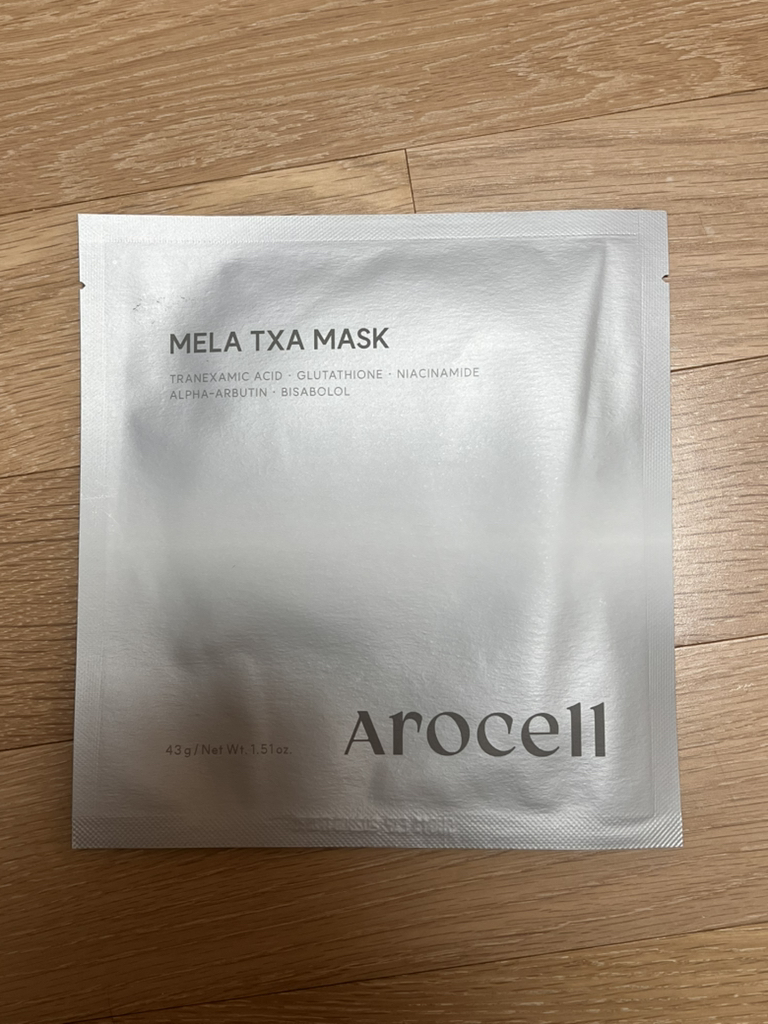 MELA TXA MASK
TRANEXAMIC ACID · GLUTATHIONE · NIACINAMIDE
ALPHA-ARBUTIN · BISABOLOL
43g / Net Wt. 1.51oz.
Arocell